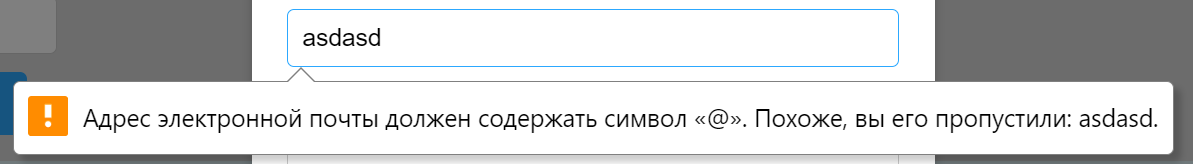 asdasd
Адрес электронной почты должен содержать символ «@». Похоже, вы его пропустили: asdasd.